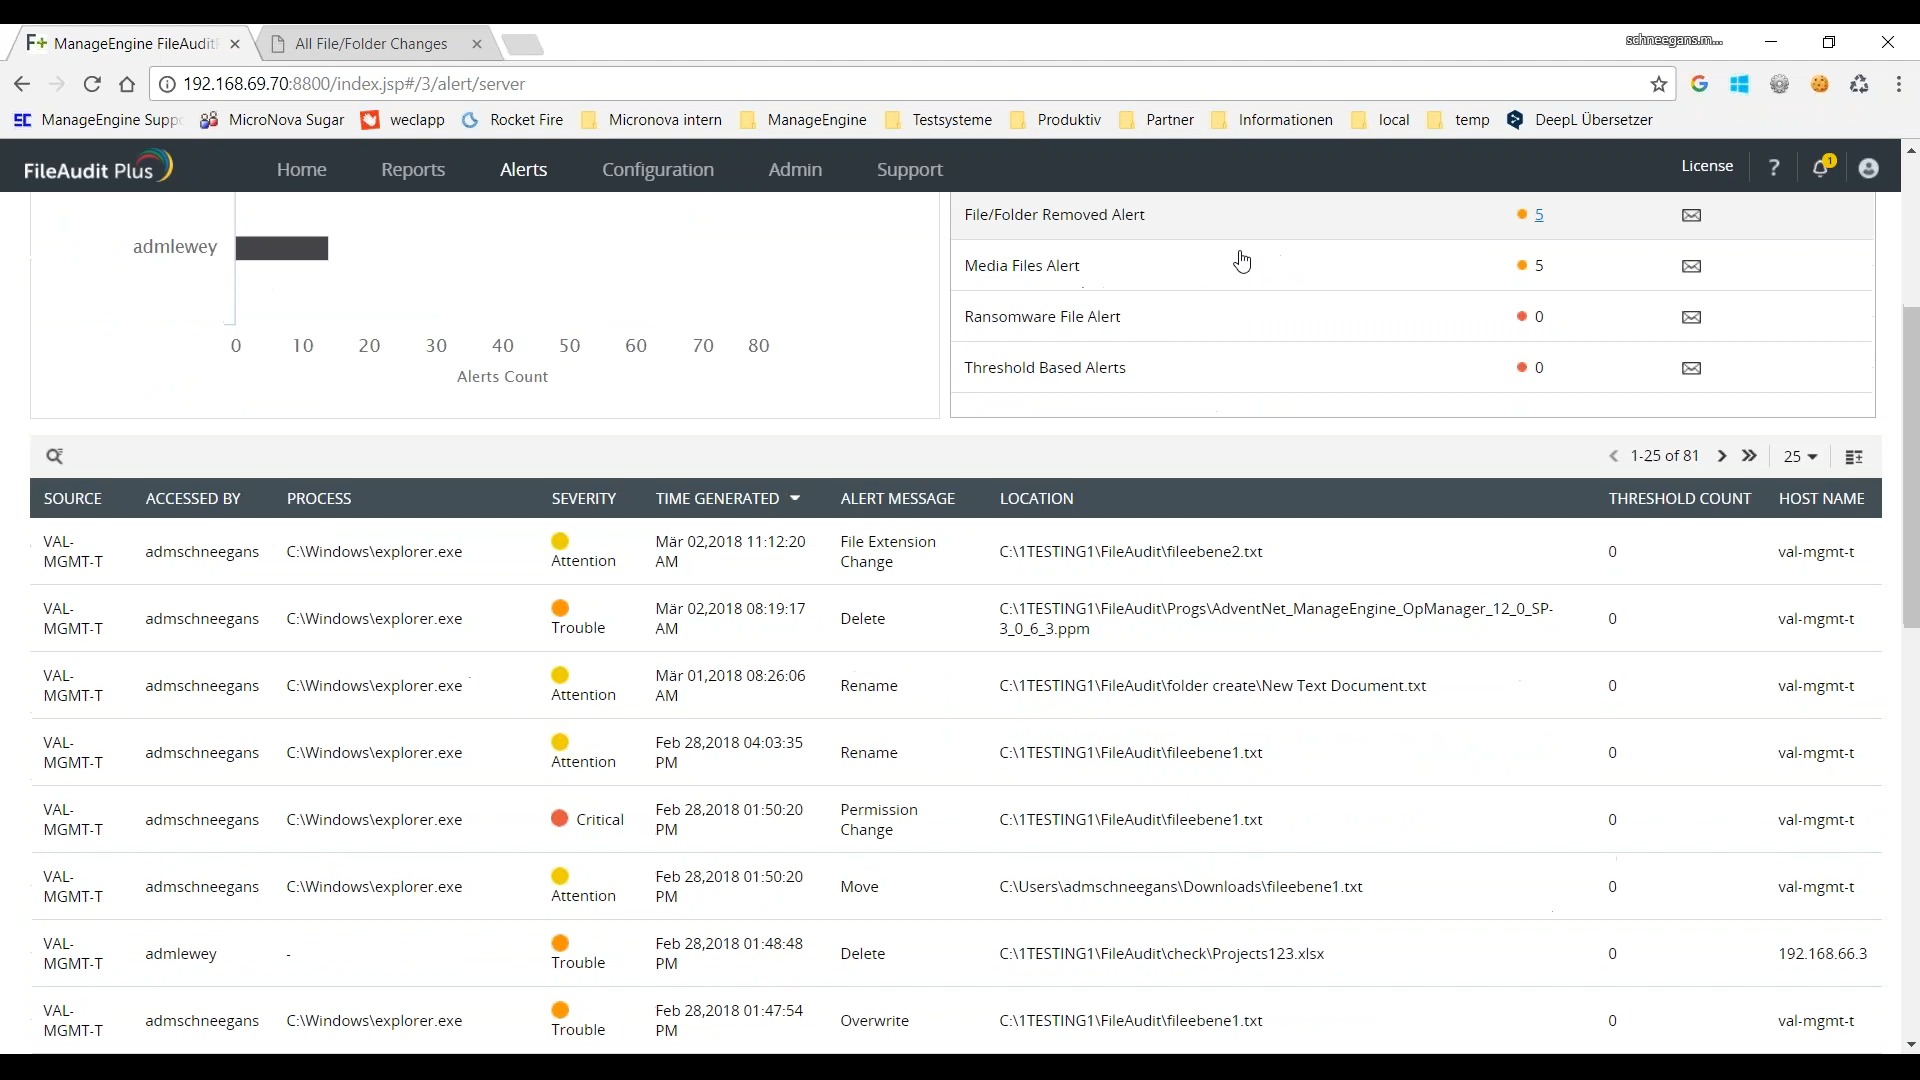 F+ ManageEngine FileAudit
All File/Folder Changes
schneegans.m...
192.168.69.70:8800/index.jsp#/3/alert/server
ManageEngine Suppo
MicroNova Sugar
weclapp
Rocket Fire
Micronova intern
ManageEngine
Testsysteme
Produktiv
Partner
Informationen
local
temp
DeepL Übersetzer
FileAudit Plus
Home
Reports
Alerts
Configuration
Admin
Support
License
?
1
admlewey
0 10 20 30 40 50 60 70 80
Alerts Count
File/Folder Removed Alert 5
Media Files Alert 5
Ransomware File Alert 0
Threshold Based Alerts 0
1-25 of 81
25
SOURCE ACCESSED BY PROCESS SEVERITY TIME GENERATED ALERT MESSAGE LOCATION THRESHOLD COUNT HOST NAME
VAL-MGMT-T admschneegans C:\Windows\explorer.exe Attention Mär 02,2018 11:12:20 AM File Extension Change C:\1TESTING1\FileAudit\fileebene2.txt 0 val-mgmt-t
VAL-MGMT-T admschneegans C:\Windows\explorer.exe Trouble Mär 02,2018 08:19:17 AM Delete C:\1TESTING1\FileAudit\Progs\AdventNet_ManageEngine_OpManager_12_0_SP-3_0_6_3.ppm 0 val-mgmt-t
VAL-MGMT-T admschneegans C:\Windows\explorer.exe Attention Mär 01,2018 08:26:06 AM Rename C:\1TESTING1\FileAudit\folder create\New Text Document.txt 0 val-mgmt-t
VAL-MGMT-T admschneegans C:\Windows\explorer.exe Attention Feb 28,2018 04:03:35 PM Rename C:\1TESTING1\FileAudit\fileebene1.txt 0 val-mgmt-t
VAL-MGMT-T admschneegans C:\Windows\explorer.exe Critical Feb 28,2018 01:50:20 PM Permission Change C:\1TESTING1\FileAudit\fileebene1.txt 0 val-mgmt-t
VAL-MGMT-T admschneegans C:\Windows\explorer.exe Attention Feb 28,2018 01:50:20 PM Move C:\Users\admschneegans\Downloads\fileebene1.txt 0 val-mgmt-t
VAL-MGMT-T admlewey - Trouble Feb 28,2018 01:48:48 PM Delete C:\1TESTING1\FileAudit\check\Projects123.xlsx 0 192.168.66.3
VAL-MGMT-T admschneegans C:\Windows\explorer.exe Trouble Feb 28,2018 01:47:54 PM Overwrite C:\1TESTING1\FileAudit\fileebene1.txt 0 val-mgmt-t